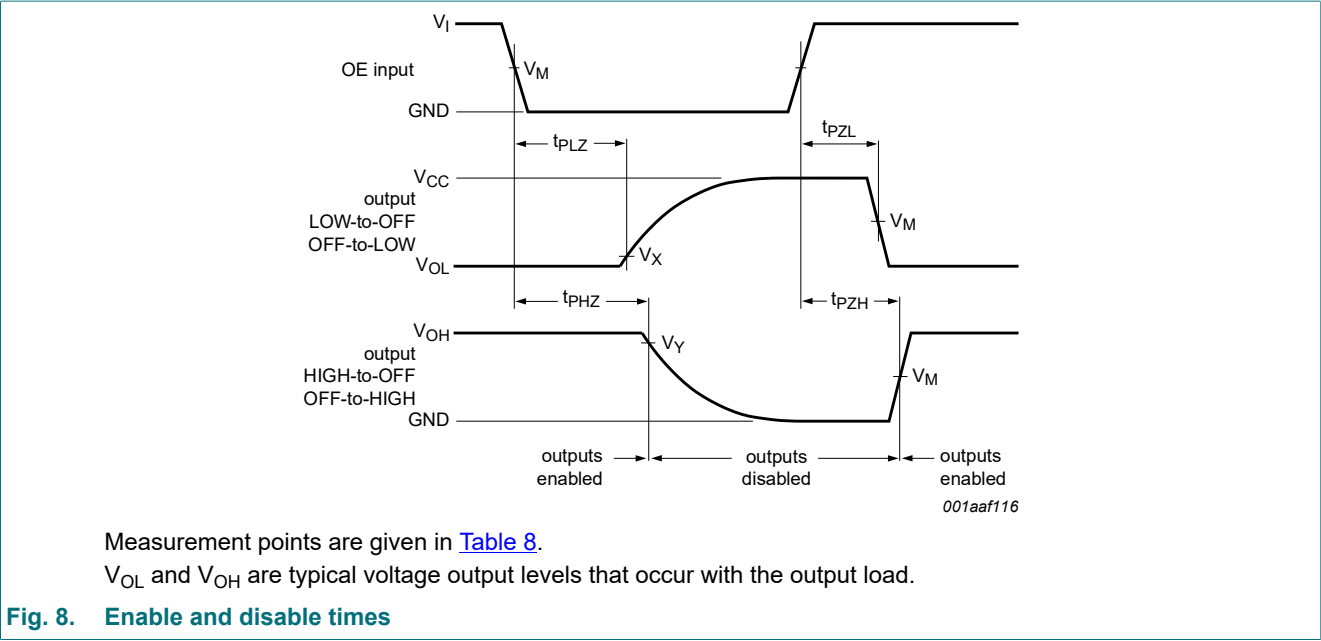 VI
OE input
VM
GND
tPLZ
tPZL
VCC
output
LOW-to-OFF
OFF-to-LOW
VM
VX
VOL
tPHZ
tPZH
VOH
output
HIGH-to-OFF
OFF-to-HIGH
VY
VM
GND
outputs
enabled
outputs
disabled
outputs
enabled
001aaf116
Measurement points are given in Table 8.
VOL and VOH are typical voltage output levels that occur with the output load.
Fig. 8. Enable and disable times